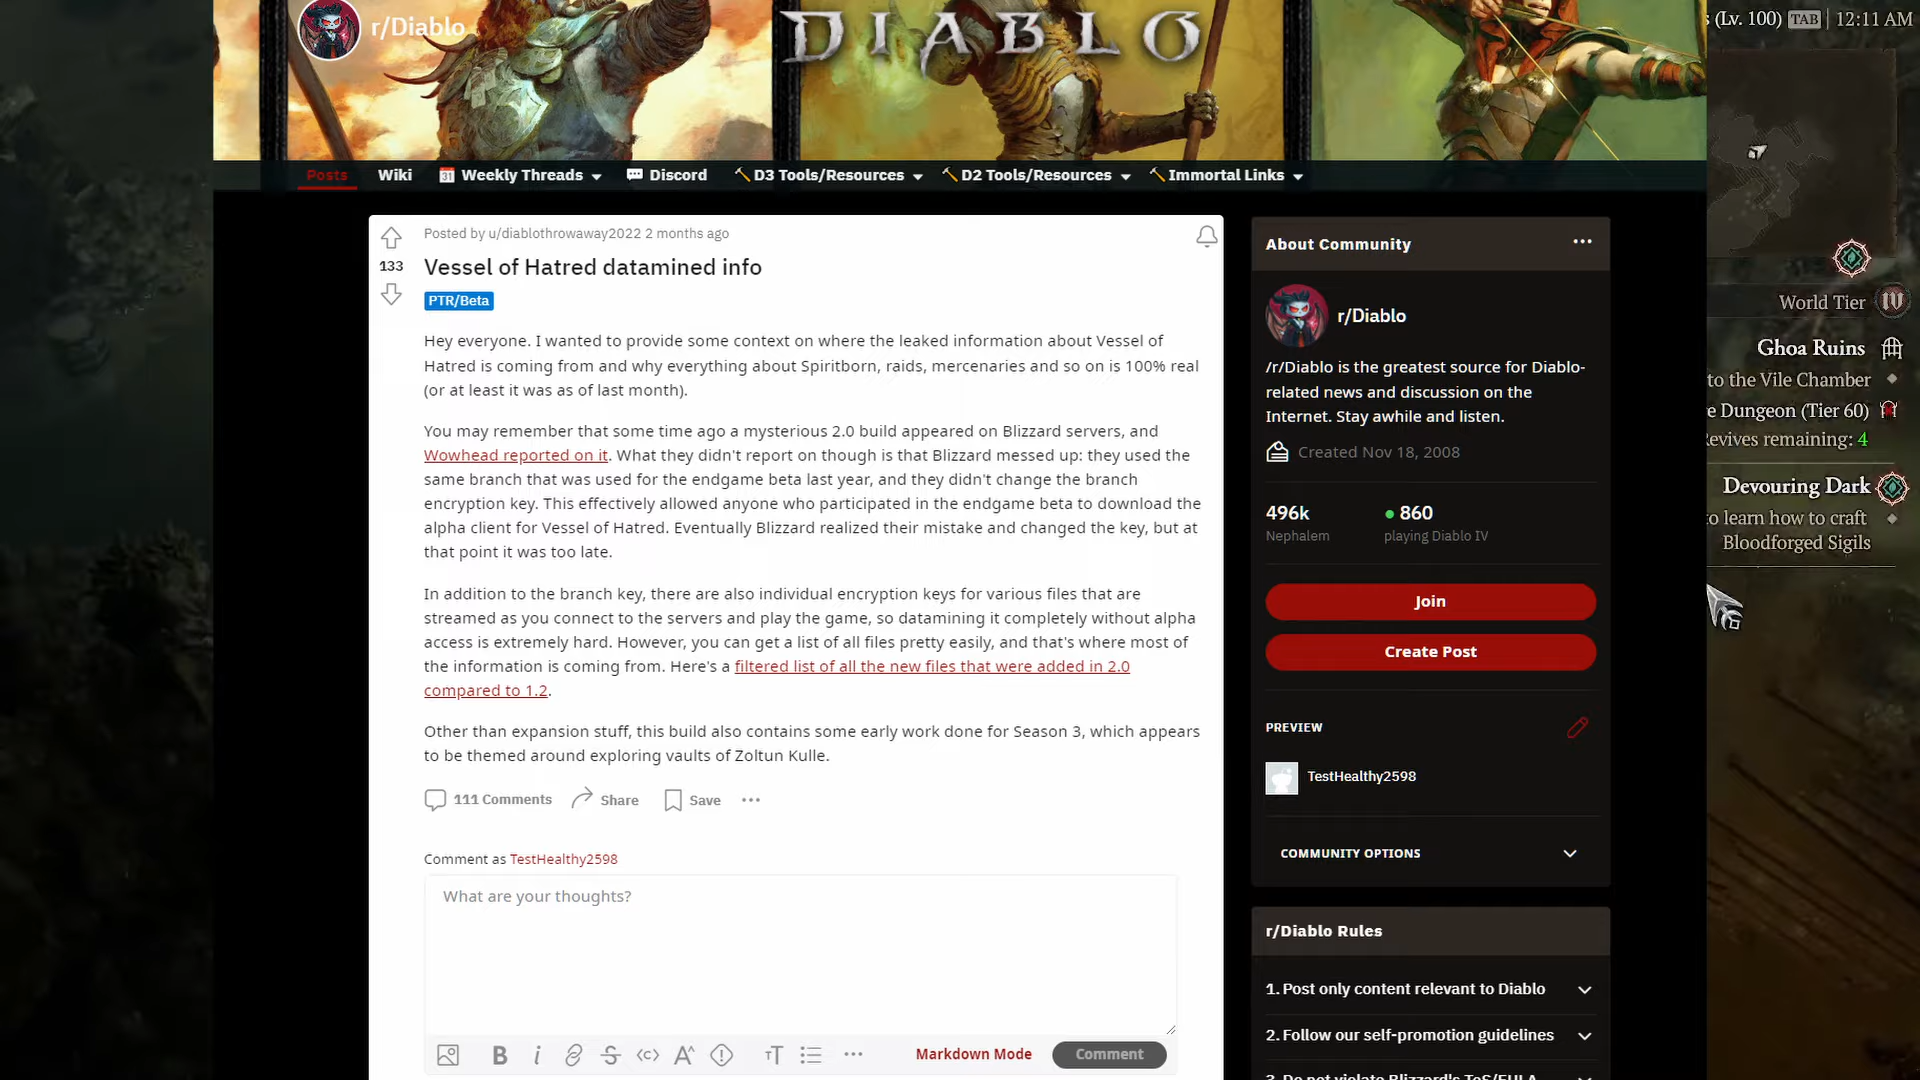 r/Diablo
DIABLO
s (Lv. 100) TAB 12:11 AM
Posts Wiki 31 Weekly Threads Discord D3 Tools/Resources D2 Tools/Resources Immortal Links
Posted by u/diablothrowaway2022 2 months ago
133
Vessel of Hatred datamined info
PTR/Beta
Hey everyone. I wanted to provide some context on where the leaked information about Vessel of
Hatred is coming from and why everything about Spiritborn, raids, mercenaries and so on is 100% real
(or at least it was as of last month).
You may remember that some time ago a mysterious 2.0 build appeared on Blizzard servers, and
Wowhead reported on it. What they didn't report on though is that Blizzard messed up: they used the
same branch that was used for the endgame beta last year, and they didn't change the branch
encryption key. This effectively allowed anyone who participated in the endgame beta to download the
alpha client for Vessel of Hatred. Eventually Blizzard realized their mistake and changed the key, but at
that point it was too late.
In addition to the branch key, there are also individual encryption keys for various files that are
streamed as you connect to the servers and play the game, so datamining it completely without alpha
access is extremely hard. However, you can get a list of all files pretty easily, and that's where most of
the information is coming from. Here's a filtered list of all the new files that were added in 2.0
compared to 1.2.
Other than expansion stuff, this build also contains some early work done for Season 3, which appears
to be themed around exploring vaults of Zoltun Kulle.
111 Comments Share Save
Comment as TestHealthy2598
What are your thoughts?
Markdown Mode Comment
About Community
r/Diablo
/r/Diablo is the greatest source for Diablo-
related news and discussion on the
Internet. Stay awhile and listen.
Created Nov 18, 2008
496k 860
Nephalem playing Diablo IV
Join
Create Post
PREVIEW
TestHealthy2598
COMMUNITY OPTIONS
r/Diablo Rules
1. Post only content relevant to Diablo
2. Follow our self-promotion guidelines
3. Do not violate Blizzard's ToS/EULA
World Tier IV
Ghoa Ruins
to the Vile Chamber
e Dungeon (Tier 60)
Revives remaining: 4
Devouring Dark
to learn how to craft
Bloodforged Sigils